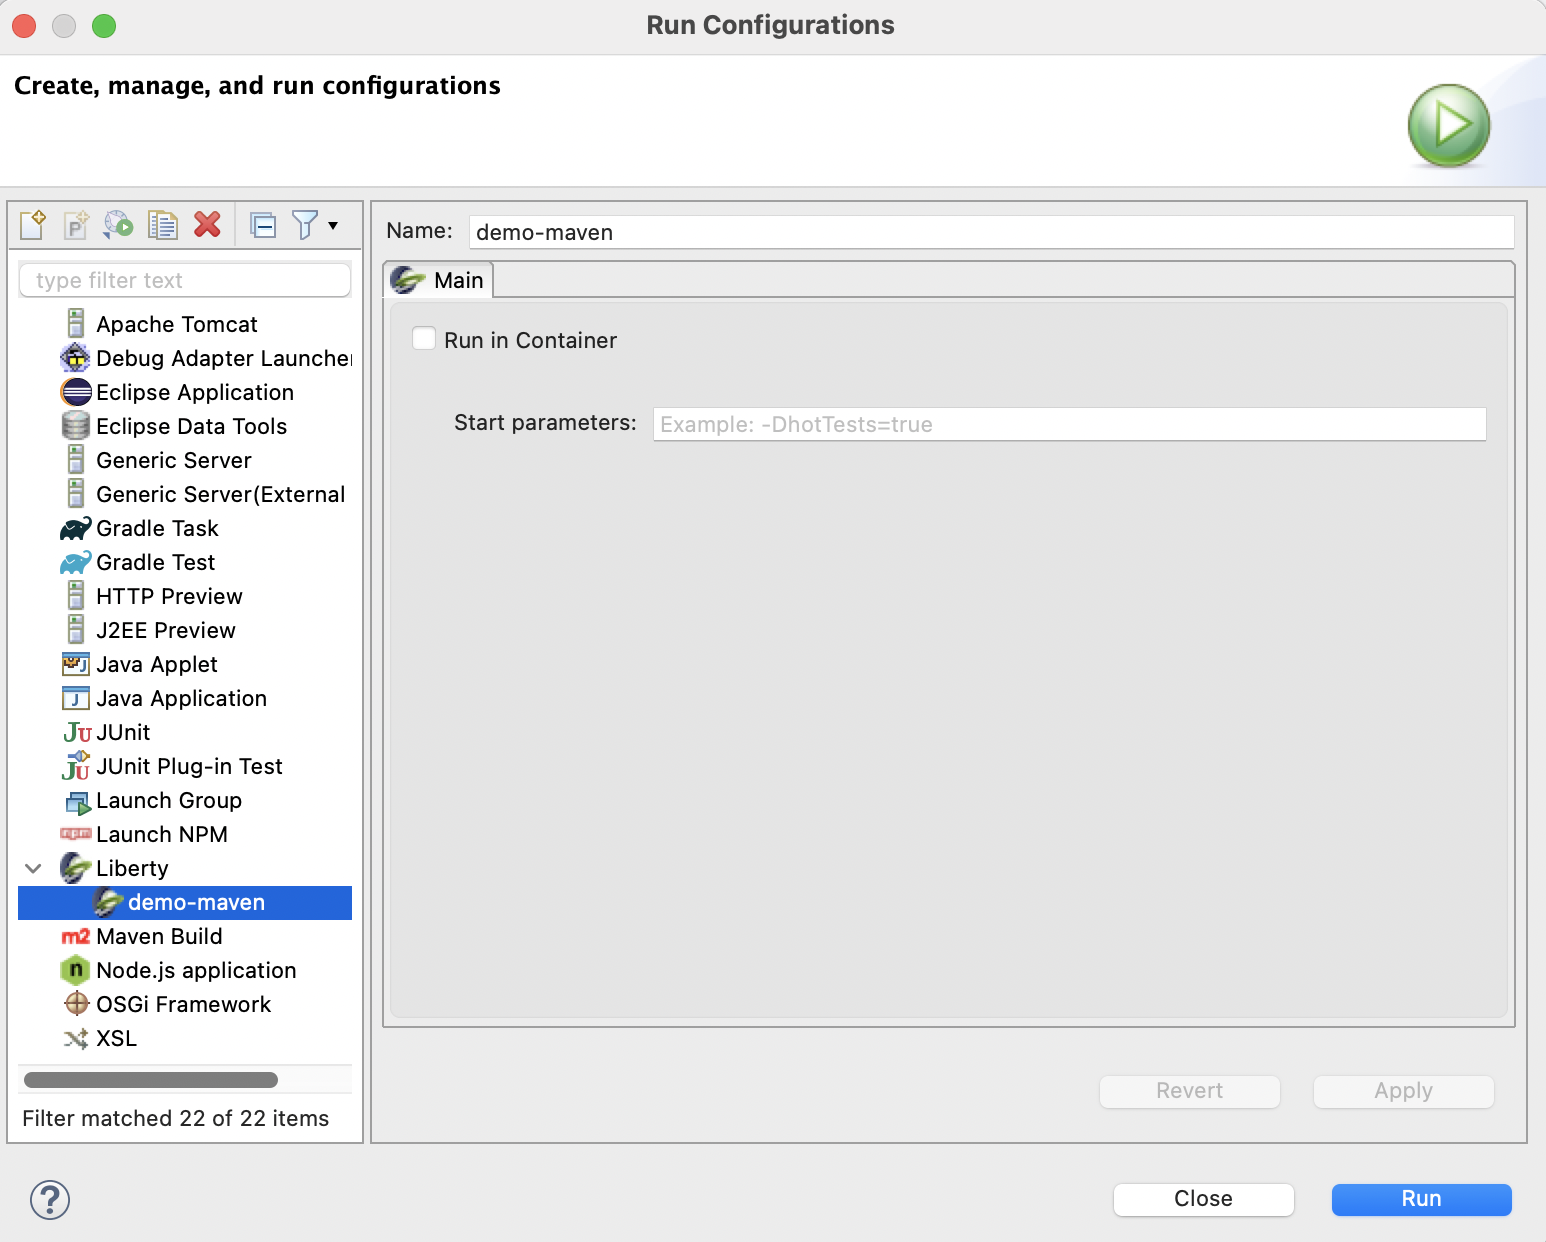 Run Configurations
Create, manage, and run configurations
type filter text
Apache Tomcat
Debug Adapter Launcher
Eclipse Application
Eclipse Data Tools
Generic Server
Generic Server(External
Gradle Task
Gradle Test
HTTP Preview
J2EE Preview
Java Applet
Java Application
JUnit
JUnit Plug-in Test
Launch Group
Launch NPM
Liberty
demo-maven
m2 Maven Build
Node.js application
OSGi Framework
XSL
Filter matched 22 of 22 items
Name: demo-maven
Main
Run in Container
Start parameters: Example: -DhotTests=true
Revert Apply
? Close Run